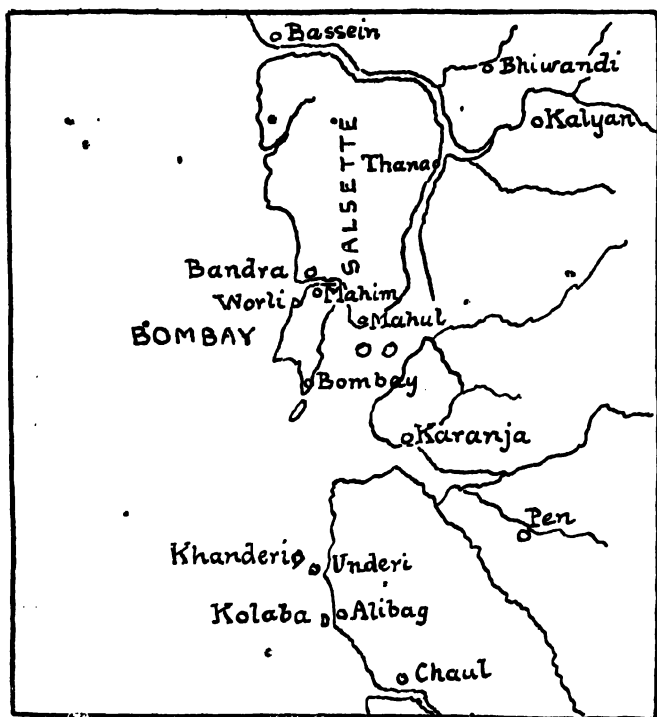 Bassein
Bhiwandi
Kalyan
Thana
SALSETTE
Bandra
Mahim
Worli
Mahul
BOMBAY
Bombay
Karanja
Pen
Khanderi
Underi
Kolaba
Alibag
Chaul